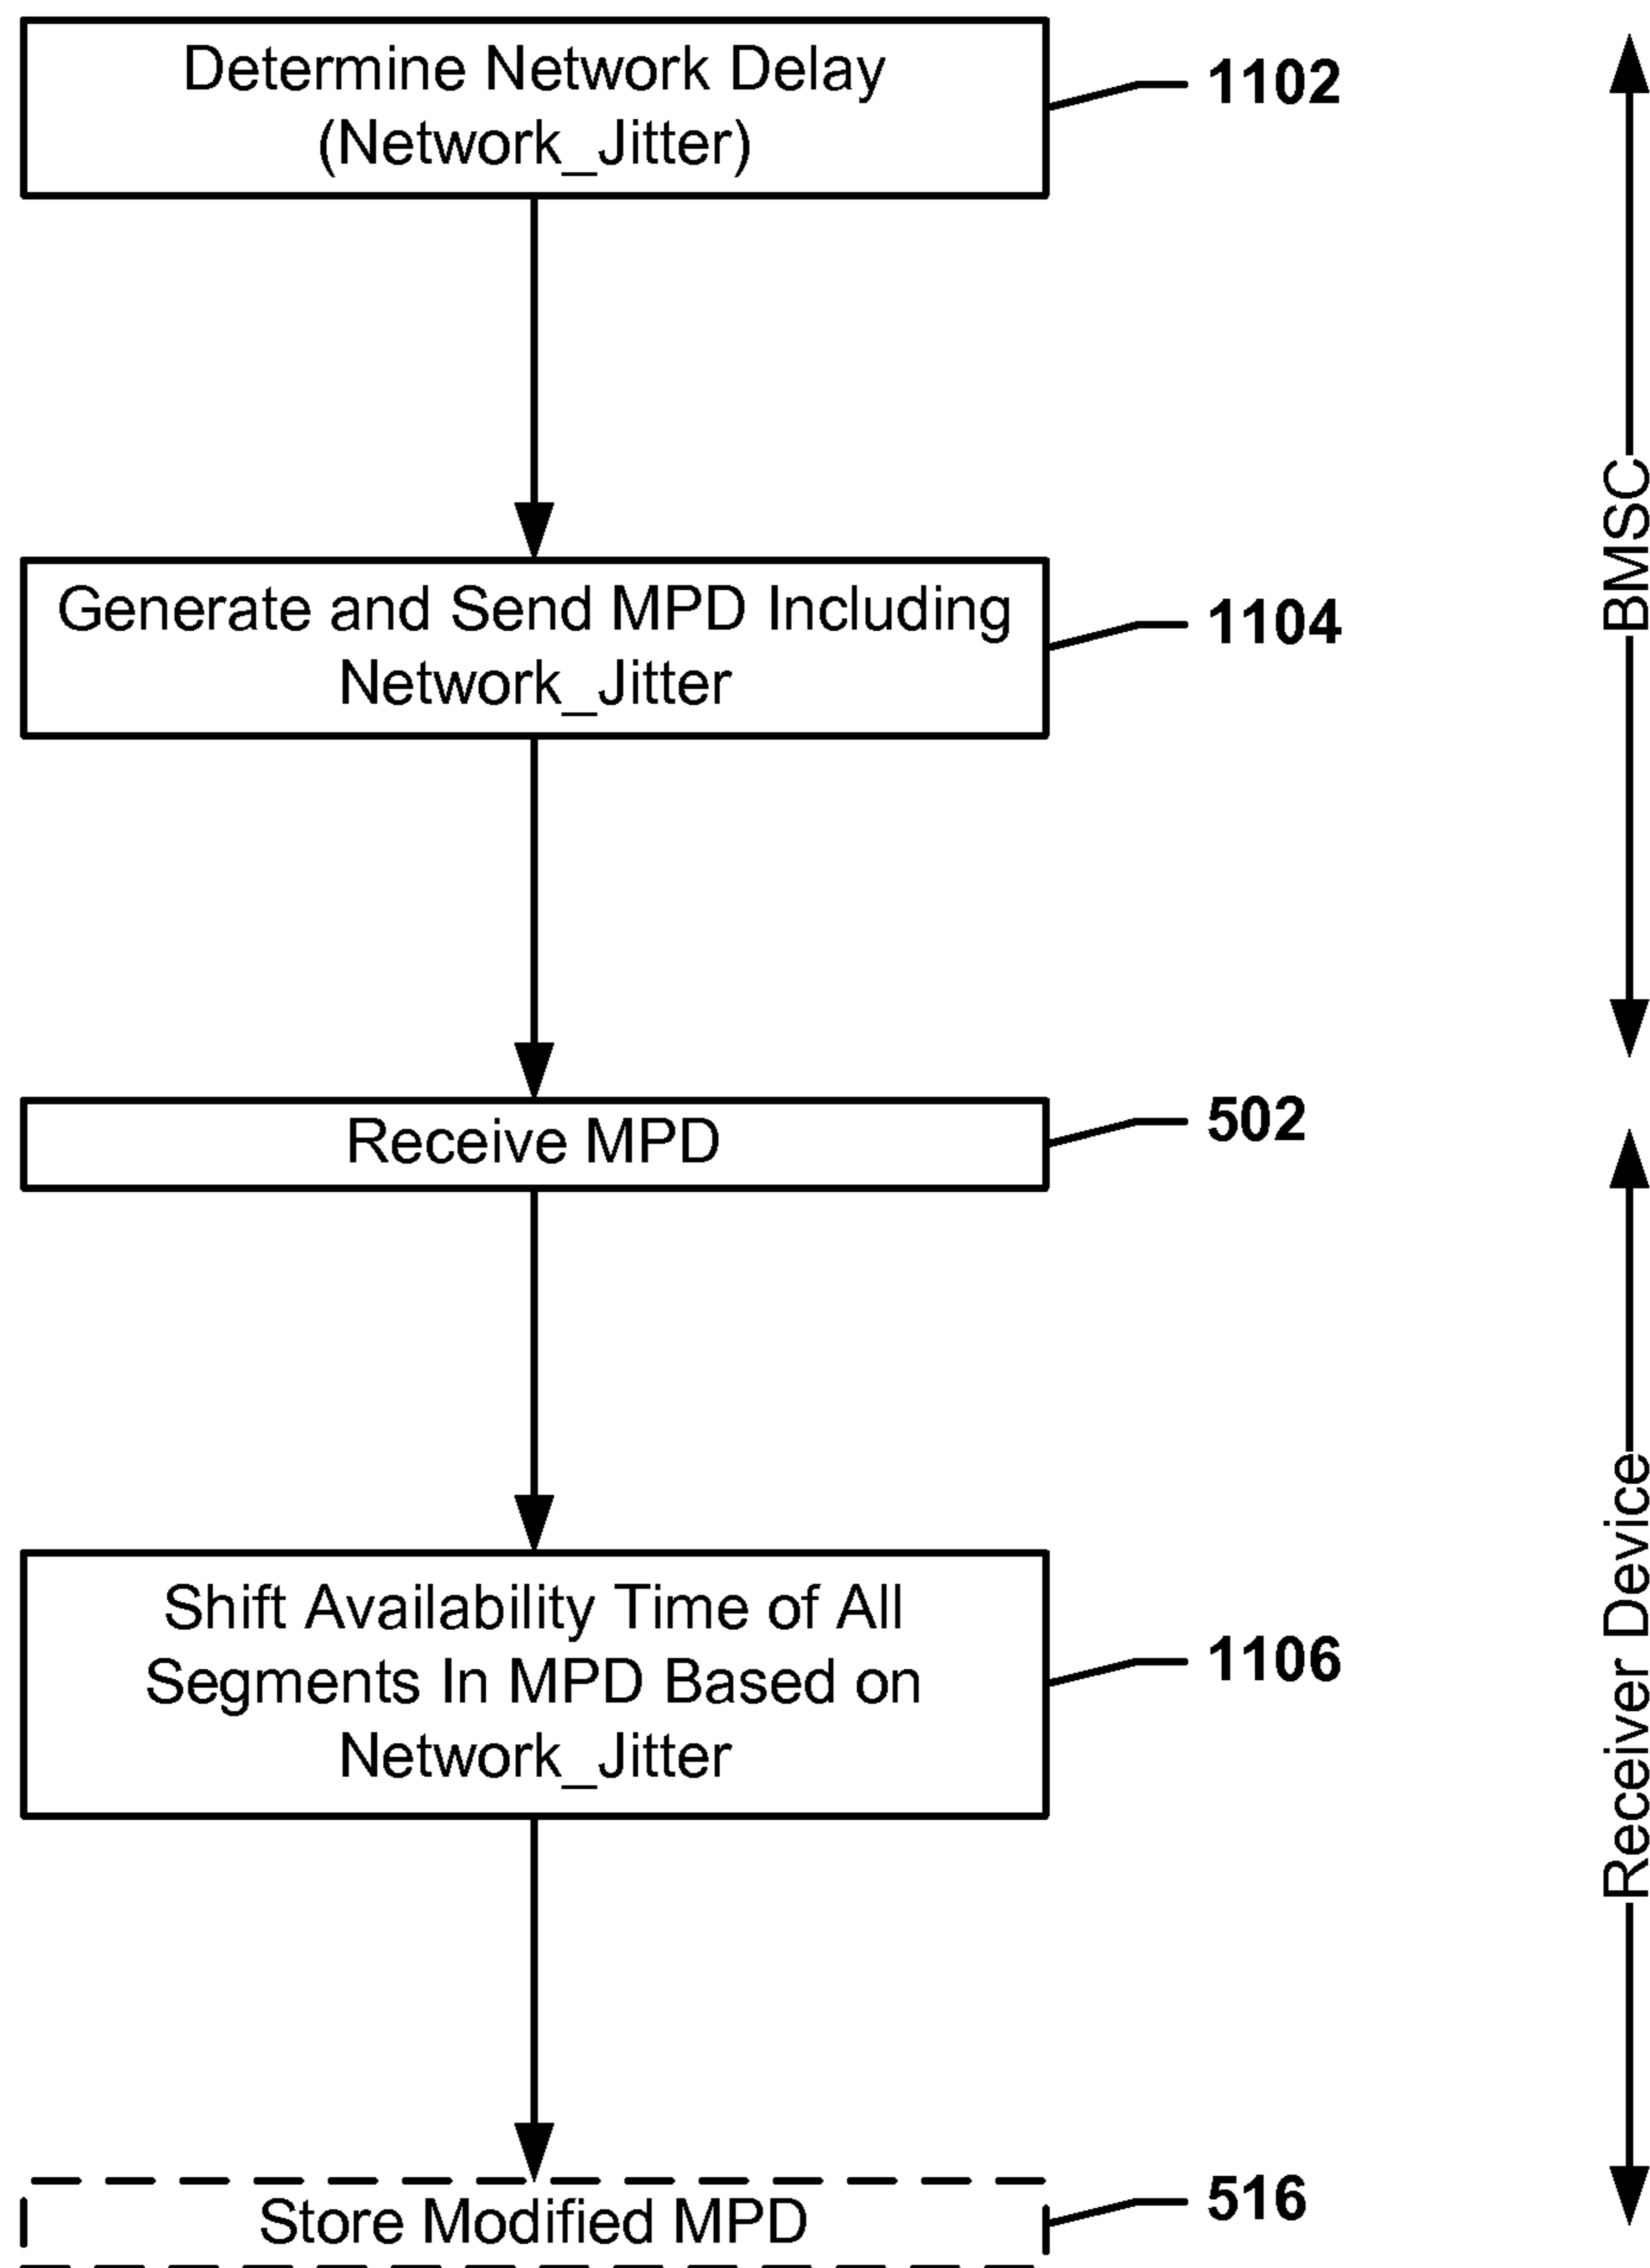 Determine Network Delay
(Network_Jitter)
1102
Generate and Send MPD Including
Network_Jitter
1104
BMSC
Receive MPD
502
Shift Availability Time of All
Segments In MPD Based on
Network_Jitter
1106
Receiver Device
Store Modified MPD
516